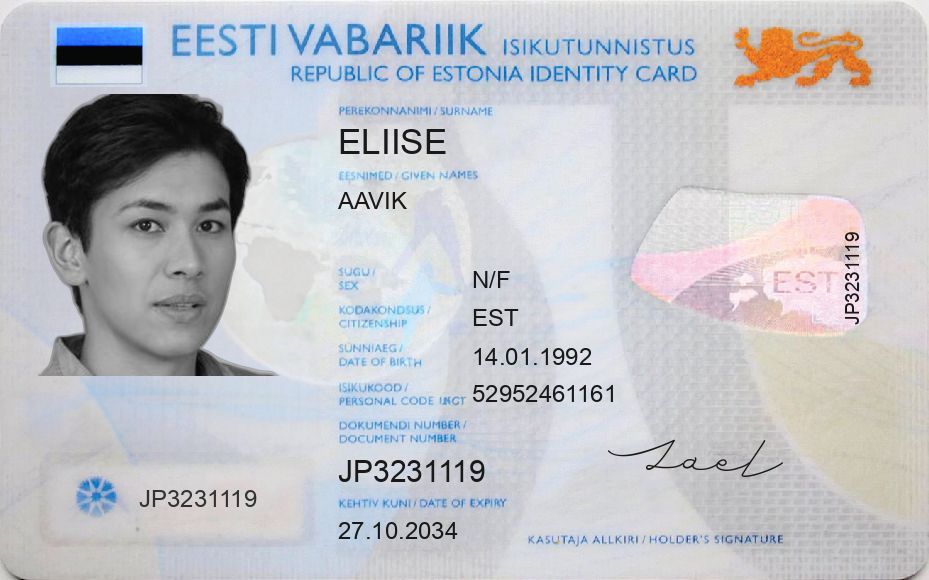 EESTI VABARIIK ISIKUTUNNISTUS
REPUBLIC OF ESTONIA IDENTITY CARD
PEREKONNANIMI / SURNAME
ELIISE
EESNIMED / GIVEN NAMES
AAVIK
SUGU /
SEX
N/F
KODAKONDSUS /
CITIZENSHIP
EST
SÜNNIAEG /
DATE OF BIRTH
14.01.1992
ISIKUKOOD /
PERSONAL CODE
52952461161
DOKUMENDI NUMBER /
DOCUMENT NUMBER
JP3231119
KEHTIV KUNI / DATE OF EXPIRY
27.10.2034
JP3231119
EST
JP3231119
KASUTAJA ALLKIRI / HOLDER'S SIGNATURE